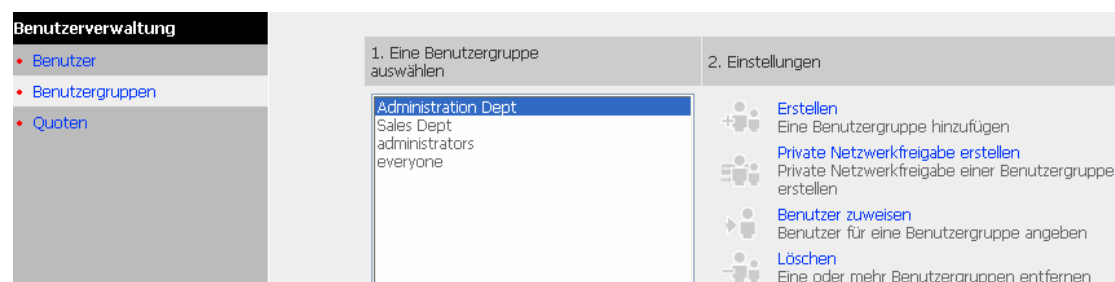 Benutzerverwaltung
Benutzer
Benutzergruppen
Quoten
1. Eine Benutzergruppe
auswählen
Administration Dept
Sales Dept
administrators
everyone
2. Einstellungen
Erstellen
Eine Benutzergruppe hinzufügen
Private Netzwerkfreigabe erstellen
Private Netzwerkfreigabe einer Benutzergruppe
erstellen
Benutzer zuweisen
Benutzer für eine Benutzergruppe angeben
Löschen
Eine oder mehr Benutzergruppen entfernen